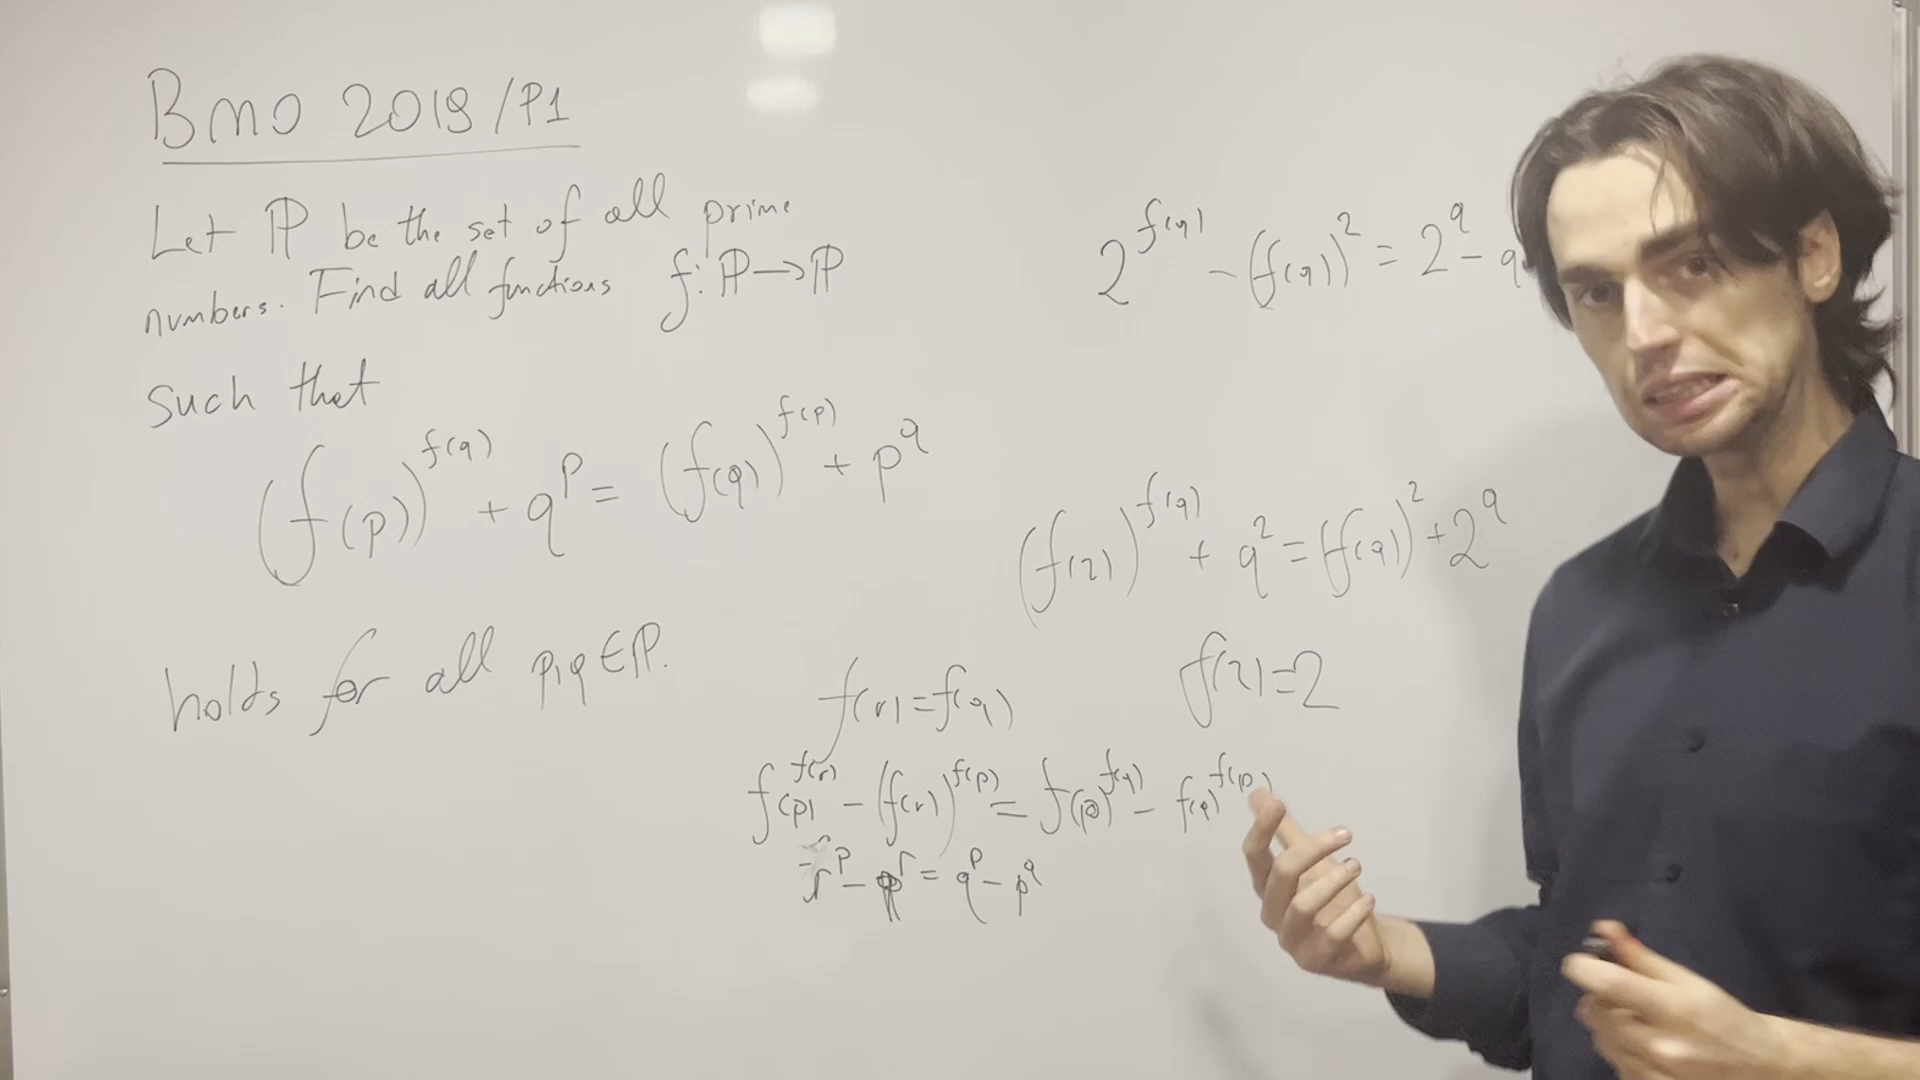 BMO 2019/P1
Let ℙ be the set of all prime
numbers. Find all functions f: ℙ→ℙ
such that
(f(p))^f(q) + q^p = (f(q))^f(p) + p^q
holds for all p,q∈ℙ.
2^f(q) - (f(q))^2 = 2^q - q
(f(2))^f(q) + q^2 = (f(q))^2 + 2^q
f(2)=2
f(r)=f(q)
f(p)^f(r) - (f(r))^f(p) = f(p)^f(q) - f(q)^f(p)
r^p - p^r = q^p - p^q